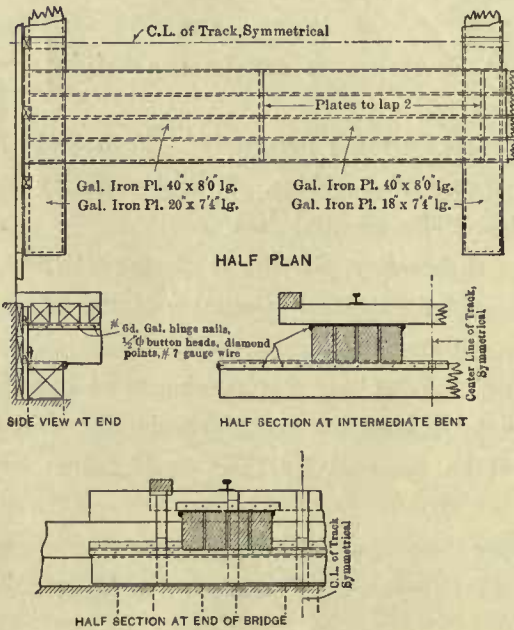 C.L. of Track, Symmetrical
Plates to lap 2
Gal. Iron Pl. 40" x 8'0" lg.
Gal. Iron Pl. 20" x 7'4" lg.
Gal. Iron Pl. 40" x 8'0" lg.
Gal. Iron Pl. 18" x 7'4" lg.
HALF PLAN
# 6d. Gal. hinge nails,
½"Φ button heads, diamond
points, # 7 gauge wire
Center Line of Track,
Symmetrical
SIDE VIEW AT END
HALF SECTION AT INTERMEDIATE BENT
C.L. of Track
Symmetrical
HALF SECTION AT END OF BRIDGE